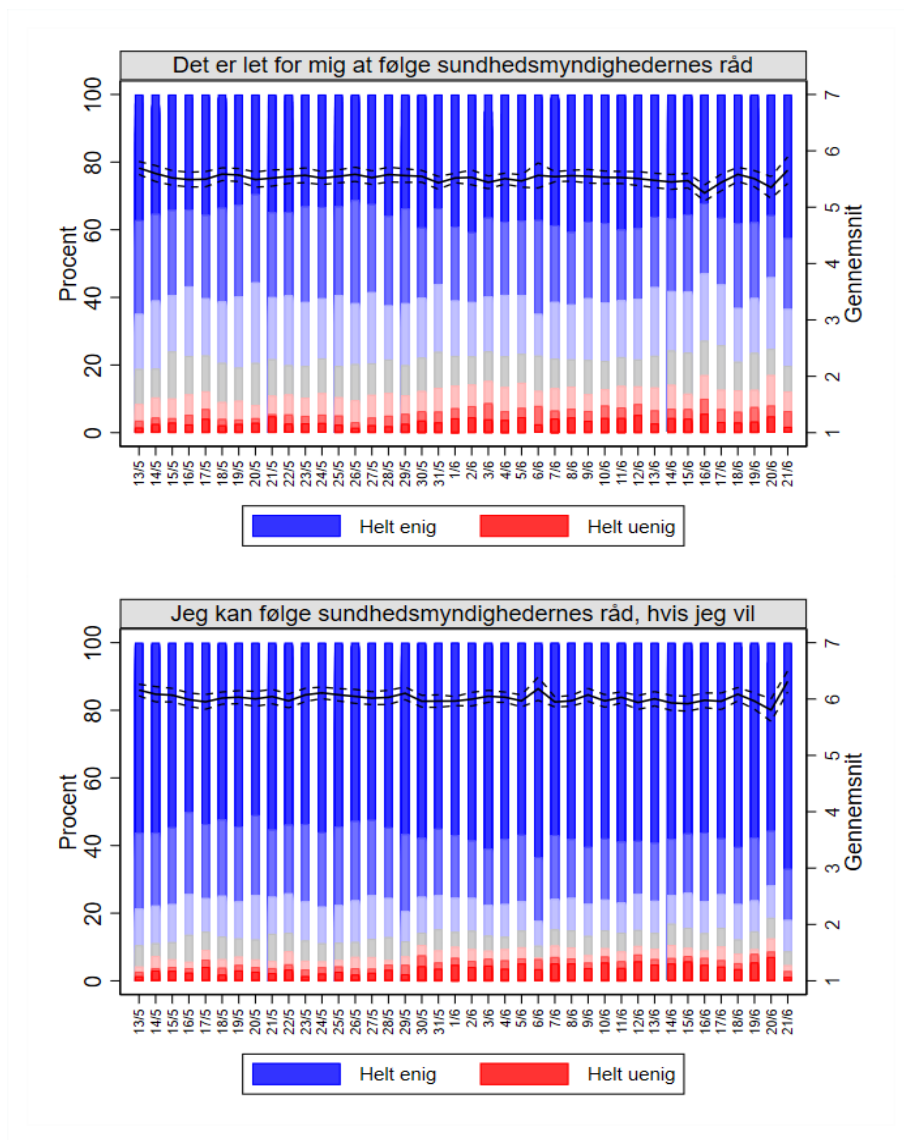 Det er let for mig at følge sundhedsmyndighedernes råd
Procent
100
80
60
40
20
0
7
6
5
4
3
2
1
Gennemsnit
13/5 14/5 15/5 16/5 17/5 18/5 19/5 20/5 21/5 22/5 23/5 24/5 25/5 26/5 27/5 28/5 29/5 30/5 31/5 1/6 2/6 3/6 4/6 5/6 6/6 7/6 8/6 9/6 10/6 11/6 12/6 13/6 14/6 15/6 16/6 17/6 18/6 19/6 20/6 21/6
Helt enig Helt uenig
Jeg kan følge sundhedsmyndighedernes råd, hvis jeg vil
Procent
100
80
60
40
20
0
7
6
5
4
3
2
1
Gennemsnit
13/5 14/5 15/5 16/5 17/5 18/5 19/5 20/5 21/5 22/5 23/5 24/5 25/5 26/5 27/5 28/5 29/5 30/5 31/5 1/6 2/6 3/6 4/6 5/6 6/6 7/6 8/6 9/6 10/6 11/6 12/6 13/6 14/6 15/6 16/6 17/6 18/6 19/6 20/6 21/6
Helt enig Helt uenig